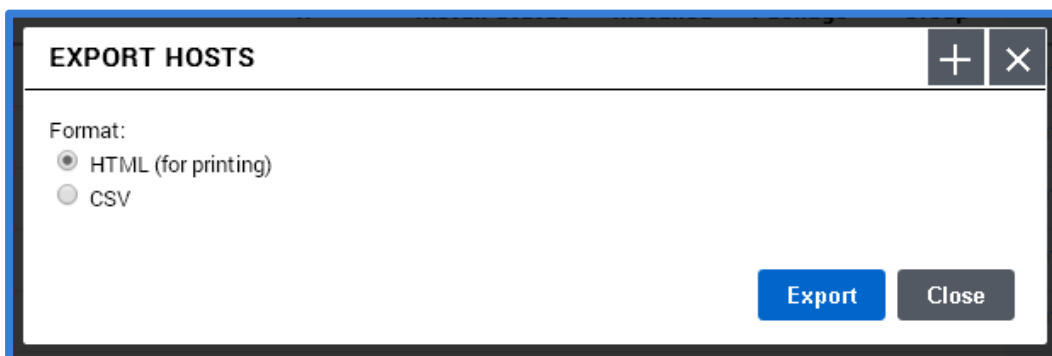 EXPORT HOSTS
Format:
HTML (for printing)
CSV
Export Close